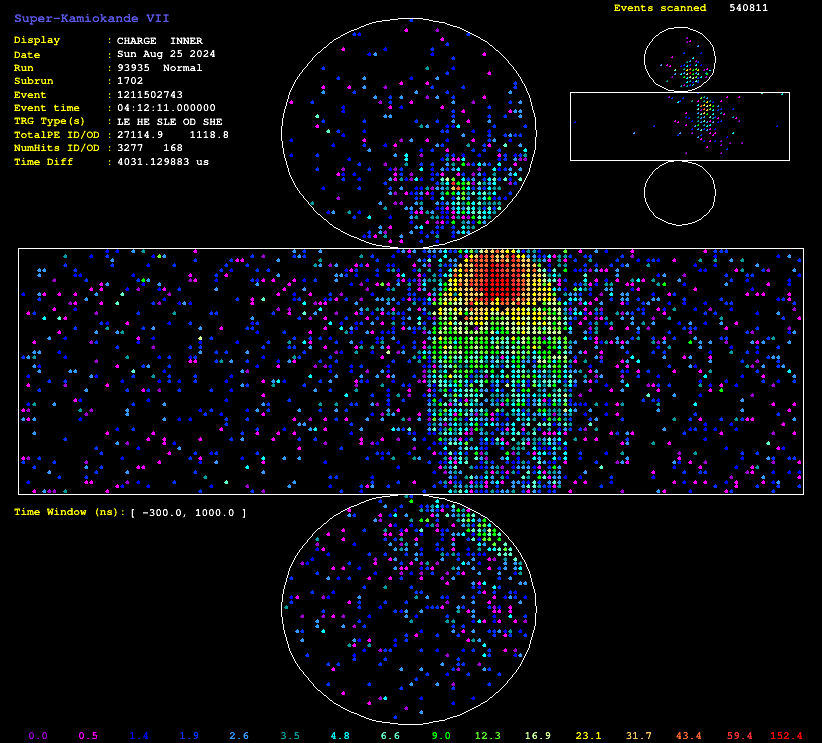 Events scanned 540811
Super-Kamiokande VII
Display : CHARGE INNER
Date : Sun Aug 25 2024
Run : 93935 Normal
Subrun : 1702
Event : 1211502743
Event time : 04:12:11.000000
TRG Type(s) : LE HE SLE OD SHE
TotalPE ID/OD : 27114.9 1118.8
NumHits ID/OD : 3277 168
Time Diff : 4031.129883 us
Time Window (ns): [ -300.0, 1000.0 ]
0.0 0.5 1.4 1.9 2.6 3.5 4.8 6.6 9.0 12.3 16.9 23.1 31.7 43.4 59.4 152.4